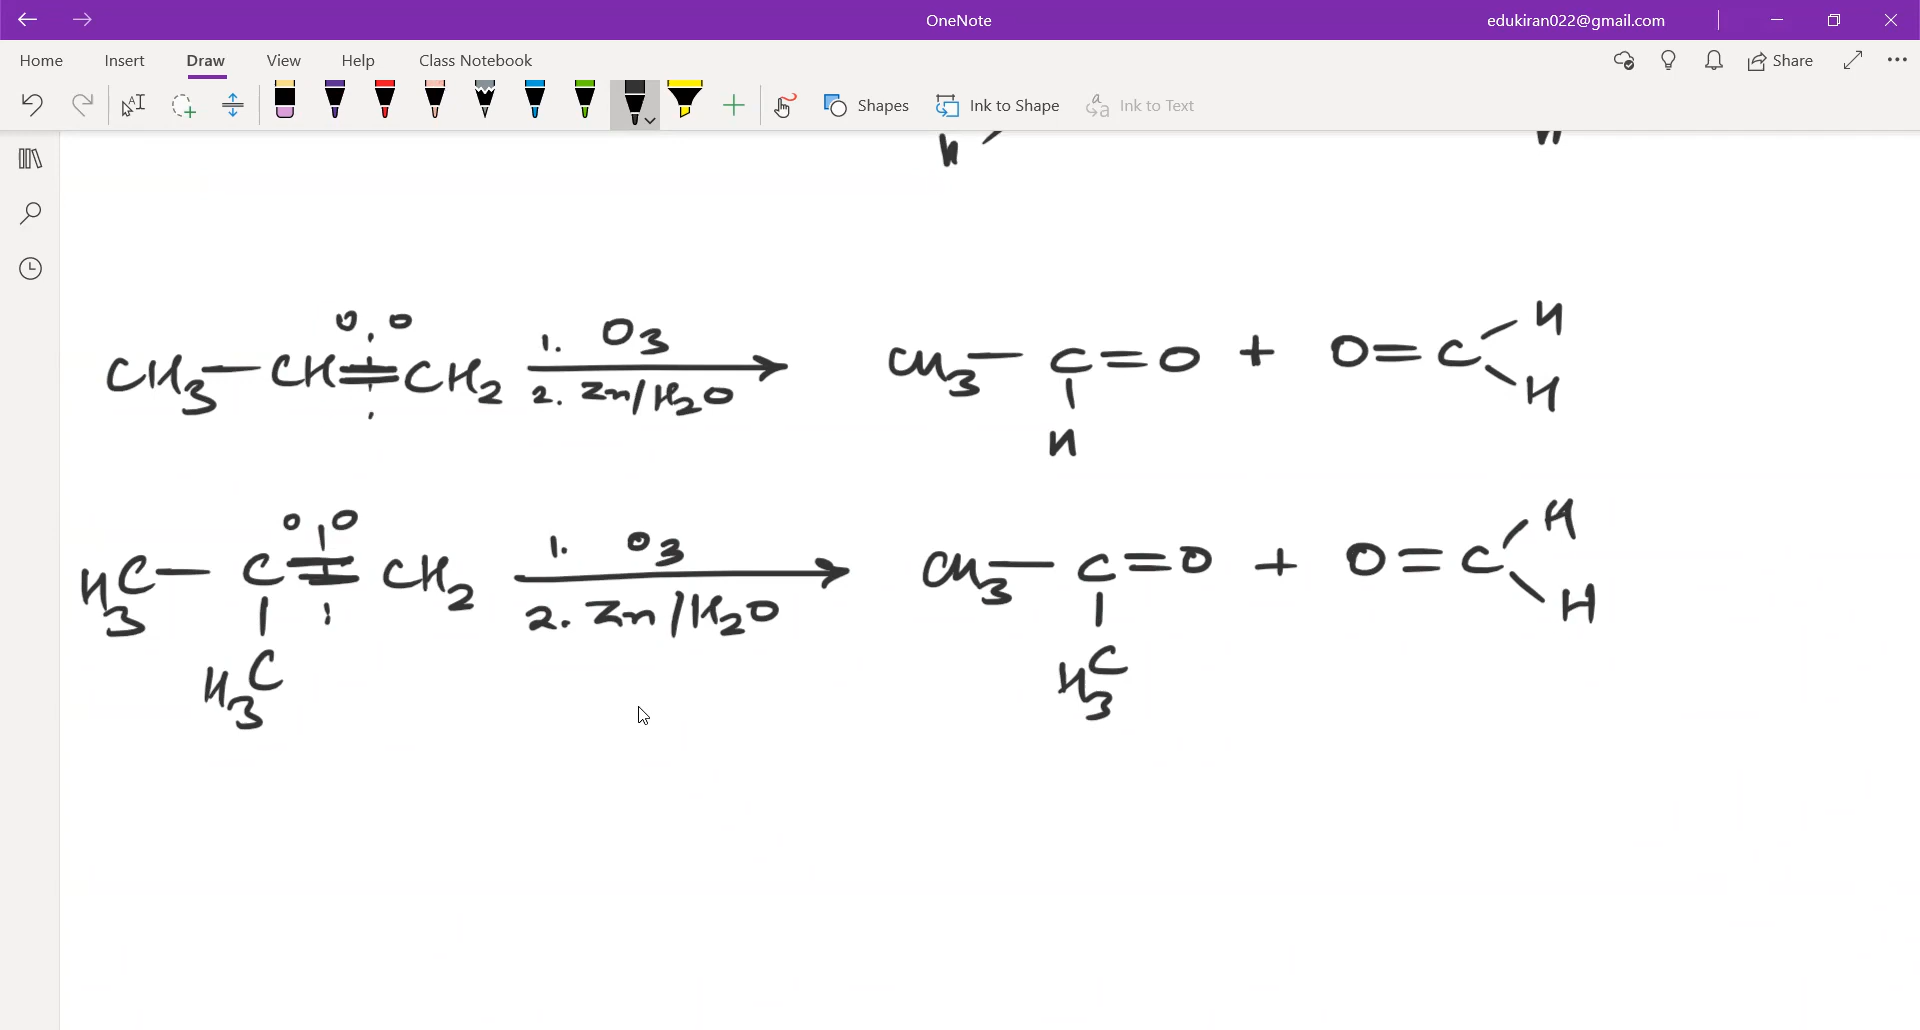 OneNote
edukiran022@gmail.com
Home Insert Draw View Help Class Notebook
Share
Shapes Ink to Shape Ink to Text
H H
O O
CH3—CH=CH2 1. O3 2. Zn/H2O → CH3—C=O + O=C H H
H
O O
H3C—C=CH2 1. O3 2. Zn/H2O → CH3—C=O + O=C H H
H3C H3C